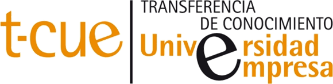 t-cue
TRANSFERENCIA
DE CONOCIMIENTO
Universidad
empresa